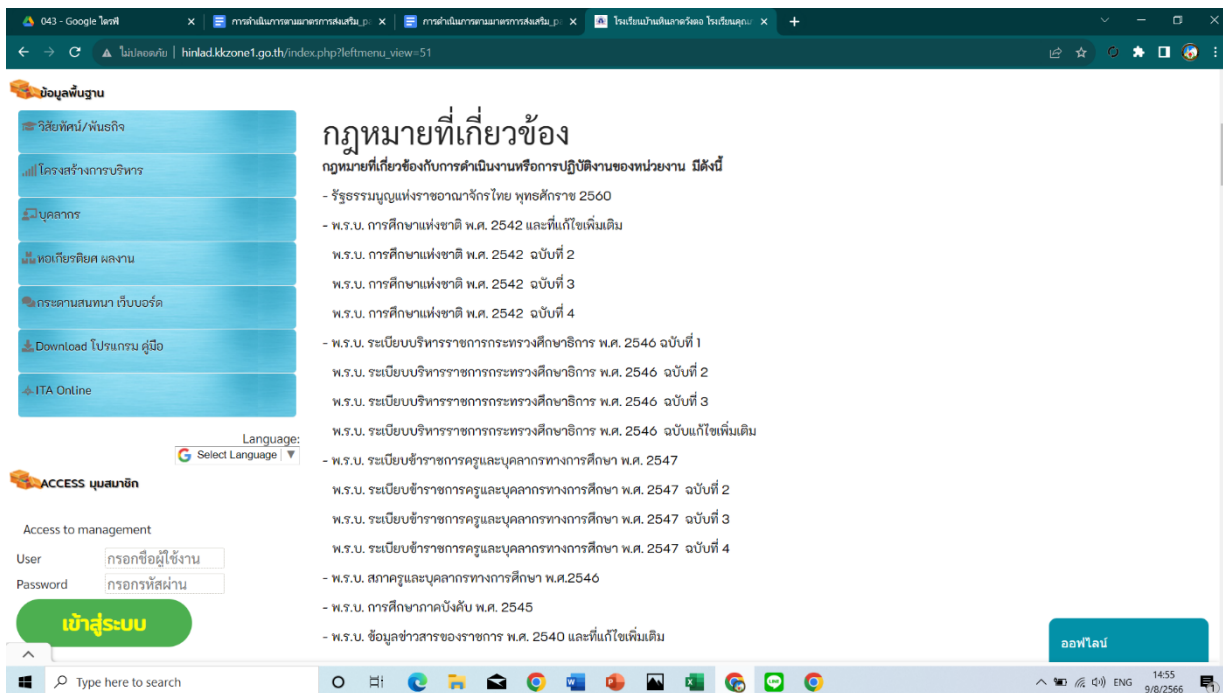 043 - Google ไดรฟ์
การดำเนินการตามมาตรการส่งเสริม_p
การดำเนินการตามมาตรการส่งเสริม_p
โรงเรียนบ้านหินลาดวังตอ โรงเรียนคุณ
ไม่ปลอดภัย | hinlad.kkzone1.go.th/index.php?leftmenu_view=51
ข้อมูลพื้นฐาน
วิสัยทัศน์/พันธกิจ
โครงสร้างการบริหาร
บุคลากร
หอเกียรติยศ ผลงาน
กระดานสนทนา เว็บบอร์ด
Download โปรแกรม คู่มือ
ITA Online
Language:
Select Language
ACCESS มุมสมาชิก
Access to management
User กรอกชื่อผู้ใช้งาน
Password กรอกรหัสผ่าน
เข้าสู่ระบบ
กฎหมายที่เกี่ยวข้อง
กฎหมายที่เกี่ยวข้องกับการดำเนินงานหรือการปฏิบัติงานของหน่วยงาน มีดังนี้
- รัฐธรรมนูญแห่งราชอาณาจักรไทย พุทธศักราช 2560
- พ.ร.บ. การศึกษาแห่งชาติ พ.ศ. 2542 และที่แก้ไขเพิ่มเติม
พ.ร.บ. การศึกษาแห่งชาติ พ.ศ. 2542 ฉบับที่ 2
พ.ร.บ. การศึกษาแห่งชาติ พ.ศ. 2542 ฉบับที่ 3
พ.ร.บ. การศึกษาแห่งชาติ พ.ศ. 2542 ฉบับที่ 4
- พ.ร.บ. ระเบียบบริหารราชการกระทรวงศึกษาธิการ พ.ศ. 2546 ฉบับที่ 1
พ.ร.บ. ระเบียบบริหารราชการกระทรวงศึกษาธิการ พ.ศ. 2546 ฉบับที่ 2
พ.ร.บ. ระเบียบบริหารราชการกระทรวงศึกษาธิการ พ.ศ. 2546 ฉบับที่ 3
พ.ร.บ. ระเบียบบริหารราชการกระทรวงศึกษาธิการ พ.ศ. 2546 ฉบับแก้ไขเพิ่มเติม
- พ.ร.บ. ระเบียบข้าราชการครูและบุคลากรทางการศึกษา พ.ศ. 2547
พ.ร.บ. ระเบียบข้าราชการครูและบุคลากรทางการศึกษา พ.ศ. 2547 ฉบับที่ 2
พ.ร.บ. ระเบียบข้าราชการครูและบุคลากรทางการศึกษา พ.ศ. 2547 ฉบับที่ 3
พ.ร.บ. ระเบียบข้าราชการครูและบุคลากรทางการศึกษา พ.ศ. 2547 ฉบับที่ 4
- พ.ร.บ. สภาครูและบุคลากรทางการศึกษา พ.ศ.2546
- พ.ร.บ. การศึกษาภาคบังคับ พ.ศ. 2545
- พ.ร.บ. ข้อมูลข่าวสารของราชการ พ.ศ. 2540 และที่แก้ไขเพิ่มเติม
ออฟไลน์
Type here to search
ENG
14:55
9/8/2566